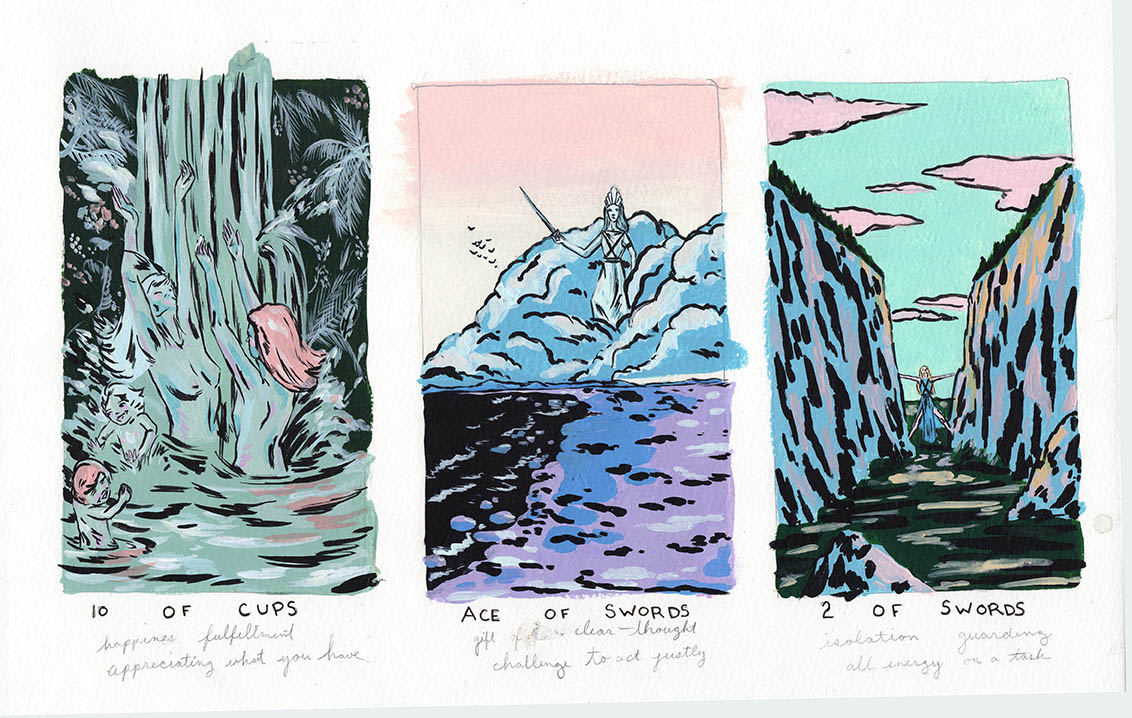 10 OF CUPS
happines fulfillment
appreciating what you have
ACE OF SWORDS
gift of clear-thought
challenge to act justly
2 OF SWORDS
isolation guarding
all energy on a task